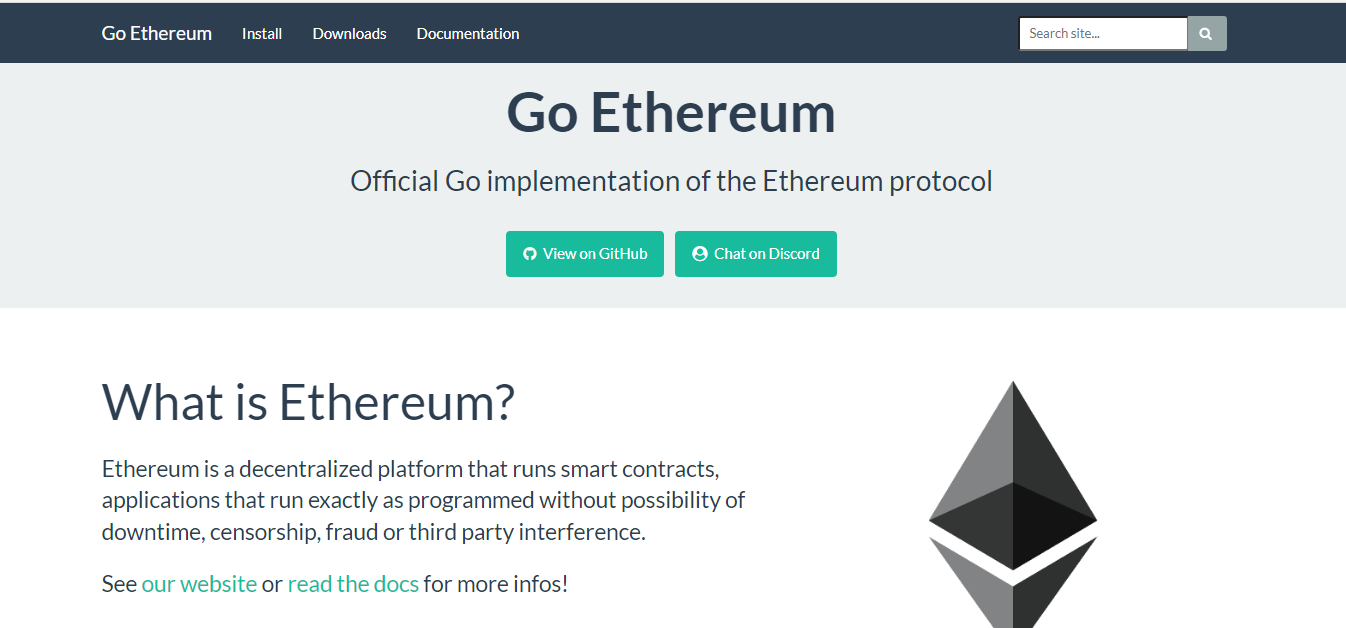 Go Ethereum Install Downloads Documentation Search site...
Go Ethereum
Official Go implementation of the Ethereum protocol
View on GitHub Chat on Discord
What is Ethereum?
Ethereum is a decentralized platform that runs smart contracts,
applications that run exactly as programmed without possibility of
downtime, censorship, fraud or third party interference.
See our website or read the docs for more infos!